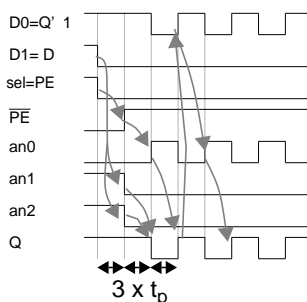 D0=Q' 1
D1= D
sel=PE
PE
an0
an1
an2
Q
3 x tp